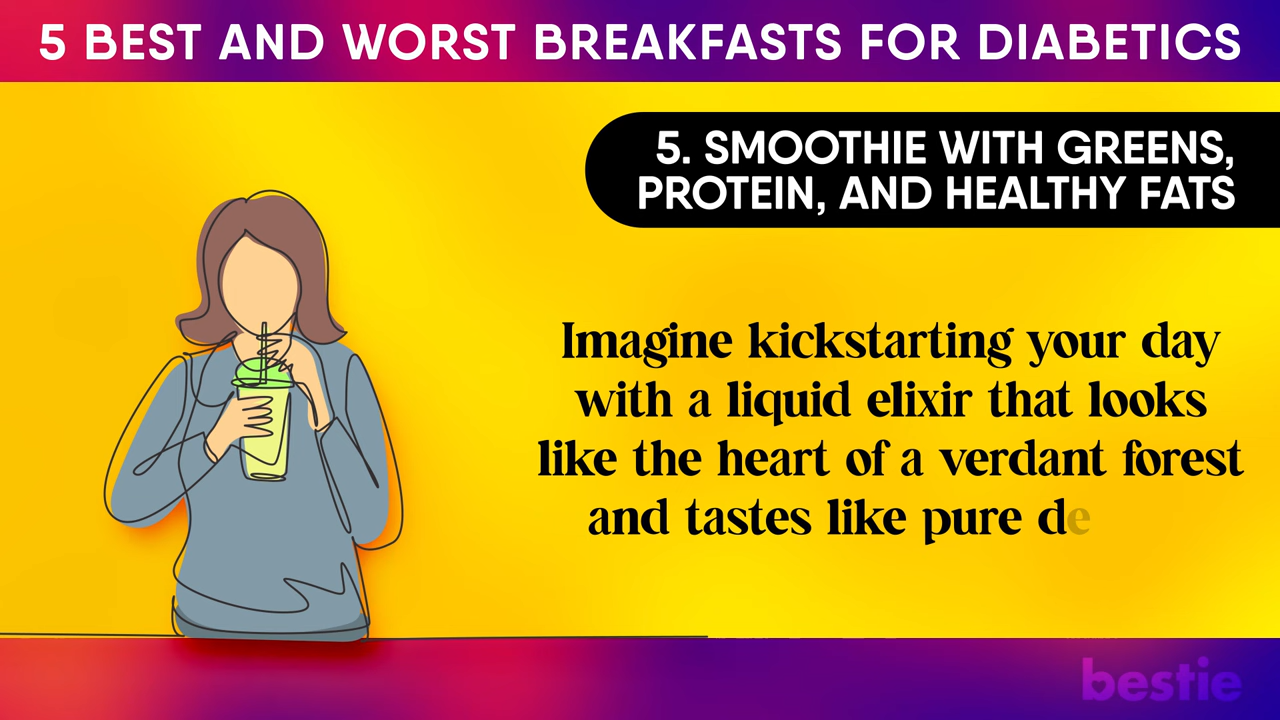 5 BEST AND WORST BREAKFASTS FOR DIABETICS
5. SMOOTHIE WITH GREENS,
PROTEIN, AND HEALTHY FATS
Imagine kickstarting your day
with a liquid elixir that looks
like the heart of a verdant forest
and tastes like pure de
bestie